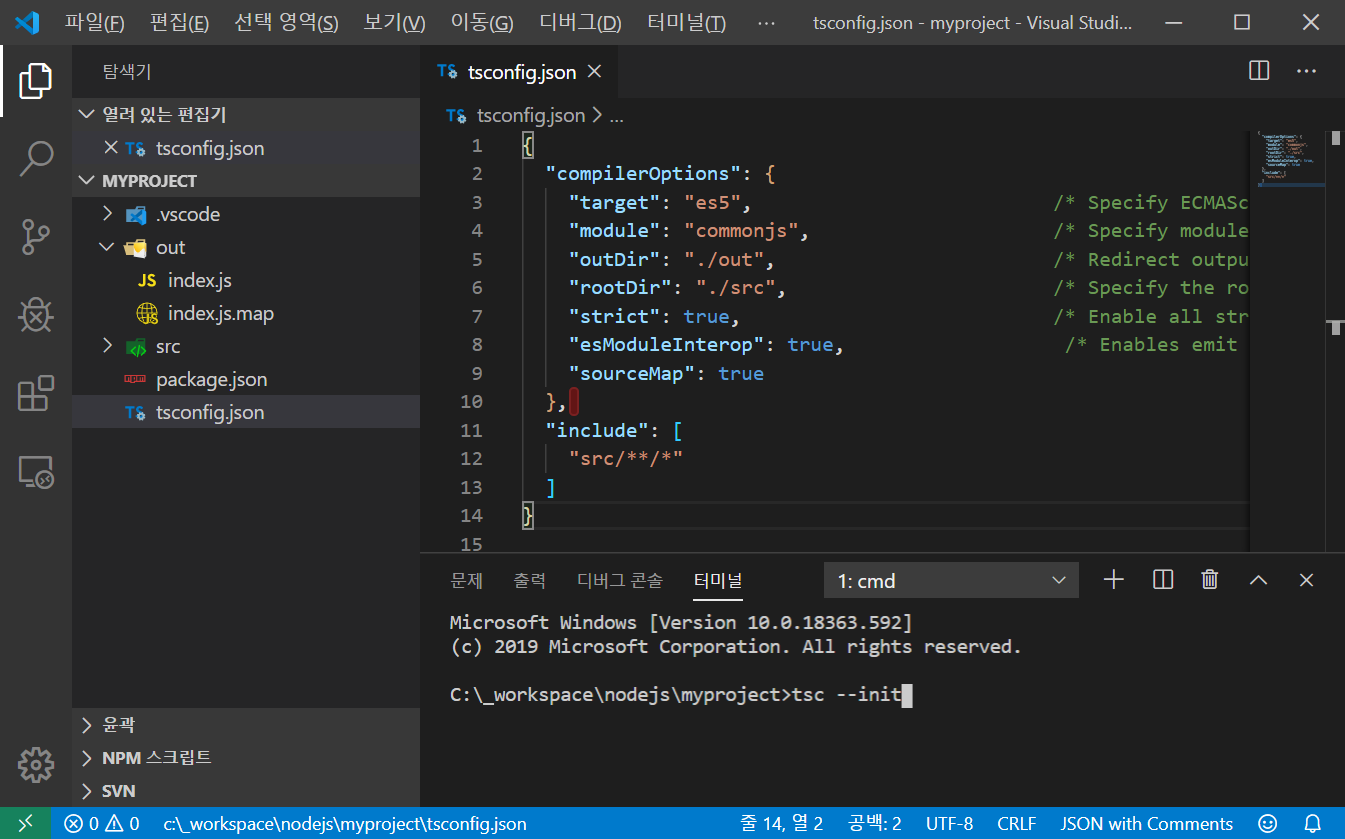 파일(F) 편집(E) 선택 영역(S) 보기(V) 이동(G) 디버그(D) 터미널(T) ··· tsconfig.json - myproject - Visual Studi...
탐색기
열려 있는 편집기
TS tsconfig.json
MYPROJECT
.vscode
out
JS index.js
index.js.map
src
package.json
TS tsconfig.json
윤곽
NPM 스크립트
SVN
TS tsconfig.json
TS tsconfig.json > ...
1 {
2 "compilerOptions": {
3 "target": "es5", /* Specify ECMASc
4 "module": "commonjs", /* Specify module
5 "outDir": "./out", /* Redirect outpu
6 "rootDir": "./src", /* Specify the ro
7 "strict": true, /* Enable all str
8 "esModuleInterop": true, /* Enables emit
9 "sourceMap": true
10 },
11 "include": [
12 "src/**/*"
13 ]
14 }
15
문제 출력 디버그 콘솔 터미널 1: cmd
Microsoft Windows [Version 10.0.18363.592]
(c) 2019 Microsoft Corporation. All rights reserved.
C:\_workspace\nodejs\myproject>tsc --init
0 0 c:\_workspace\nodejs\myproject\tsconfig.json 줄 14, 열 2 공백: 2 UTF-8 CRLF JSON with Comments